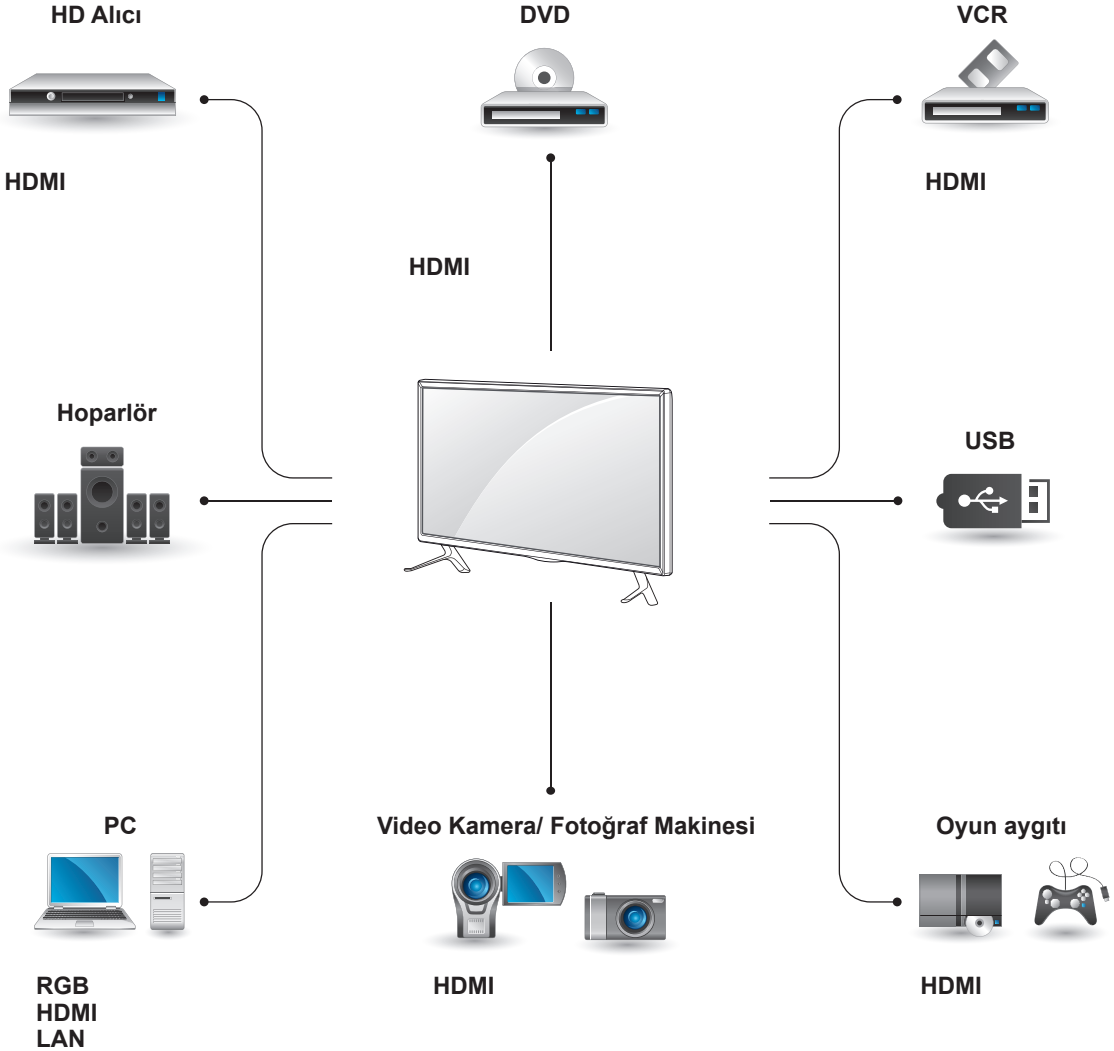 HD Alıcı
DVD
VCR
HDMI
HDMI
HDMI
Hoparlör
USB
PC
Video Kamera/ Fotoğraf Makinesi
Oyun aygıtı
RGB
HDMI
LAN
HDMI
HDMI